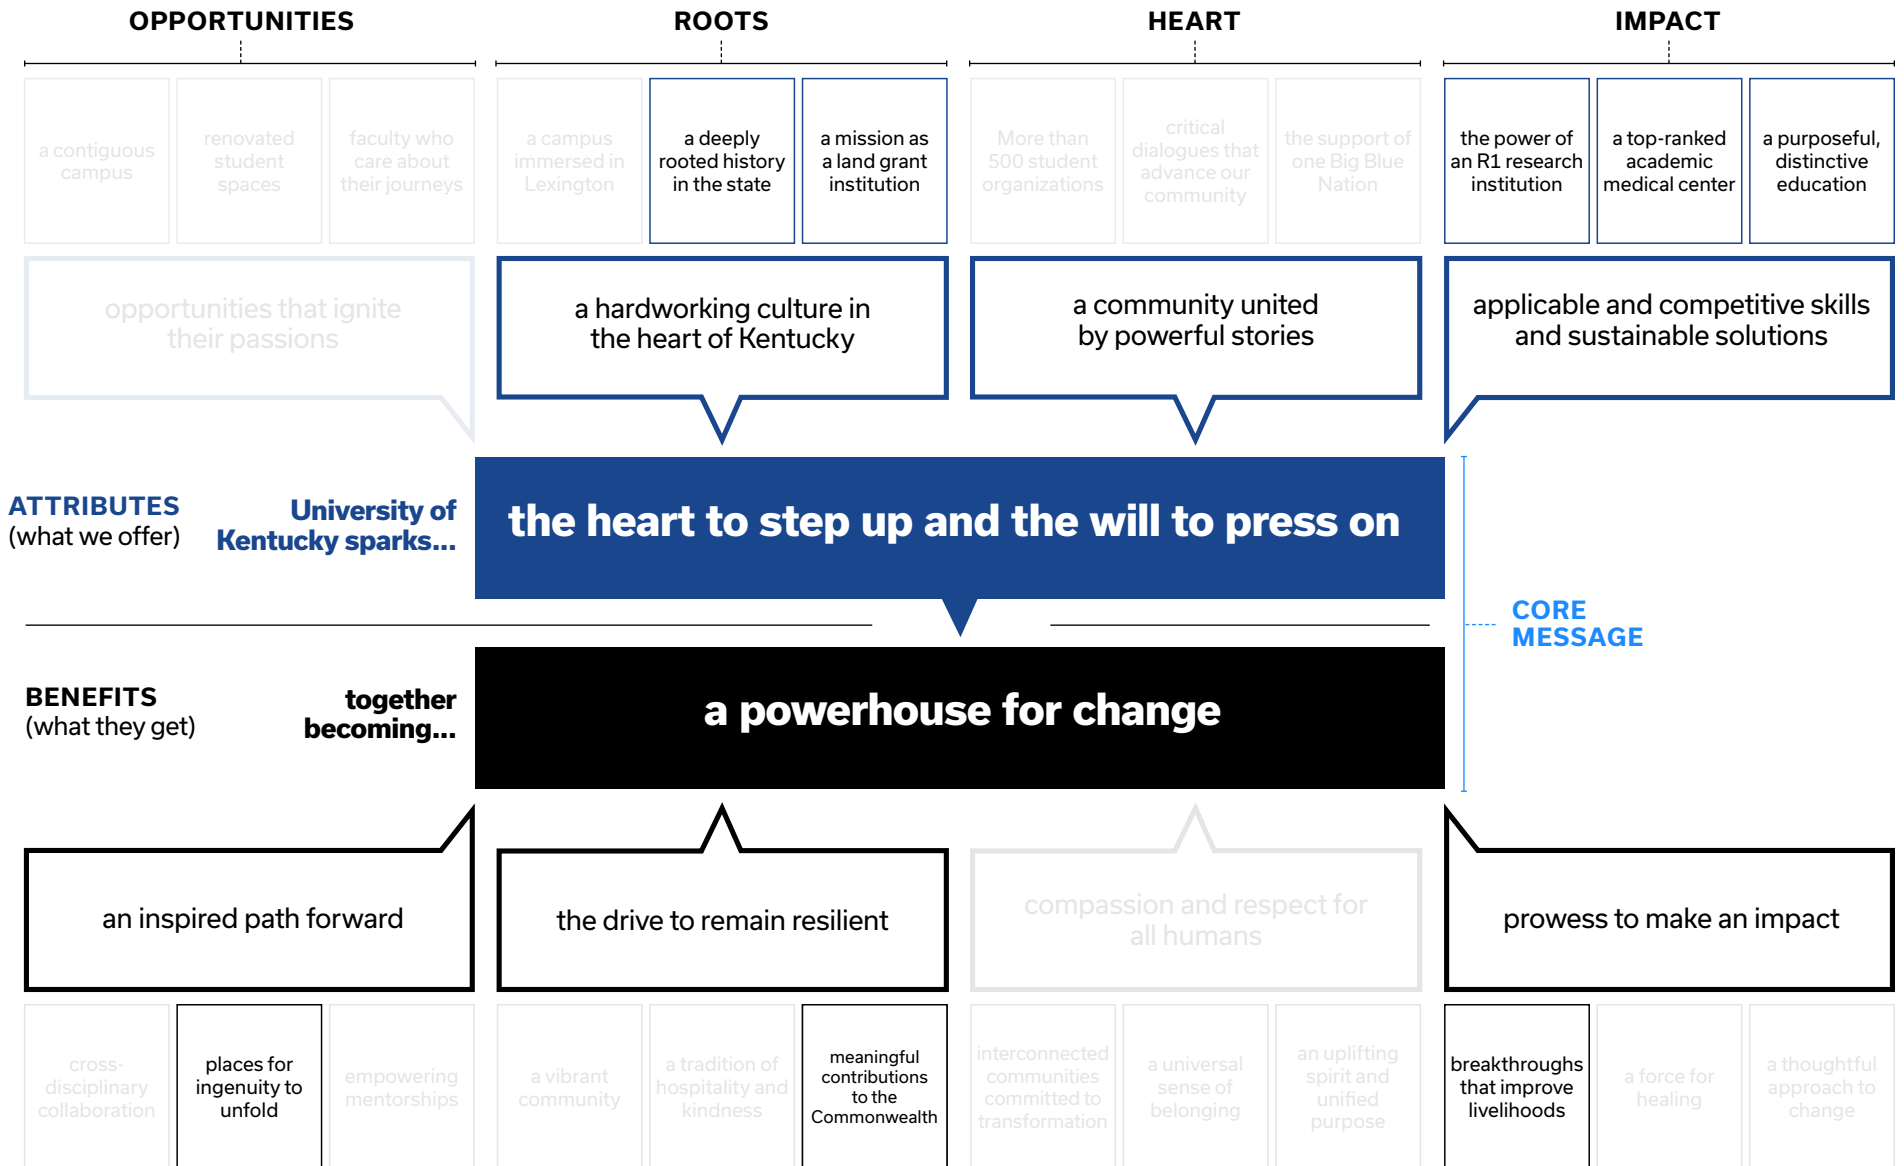 OPPORTUNITIES
ROOTS
HEART
IMPACT
a contiguous
campus
renovated
student
spaces
faculty who
care about
their journeys
a campus
immersed in
Lexington
a deeply
rooted history
in the state
a mission as
a land grant
institution
More than
500 student
organizations
critical
dialogues that
advance our
community
the support of
one Big Blue
Nation
the power of
an R1 research
institution
a top-ranked
academic
medical center
a purposeful,
distinctive
education
opportunities that ignite
their passions
a hardworking culture in
the heart of Kentucky
a community united
by powerful stories
applicable and competitive skills
and sustainable solutions
ATTRIBUTES
(what we offer)
University of
Kentucky sparks...
the heart to step up and the will to press on
CORE
MESSAGE
BENEFITS
(what they get)
together
becoming...
a powerhouse for change
an inspired path forward
the drive to remain resilient
compassion and respect for
all humans
prowess to make an impact
cross-
disciplinary
collaboration
places for
ingenuity to
unfold
empowering
mentorships
a vibrant
community
a tradition of
hospitality and
kindness
meaningful
contributions
to the
Commonwealth
interconnected
communities
committed to
transformation
a universal
sense of
belonging
an uplifting
spirit and
unified
purpose
breakthroughs
that improve
livelihoods
a force for
healing
a thoughtful
approach to
change